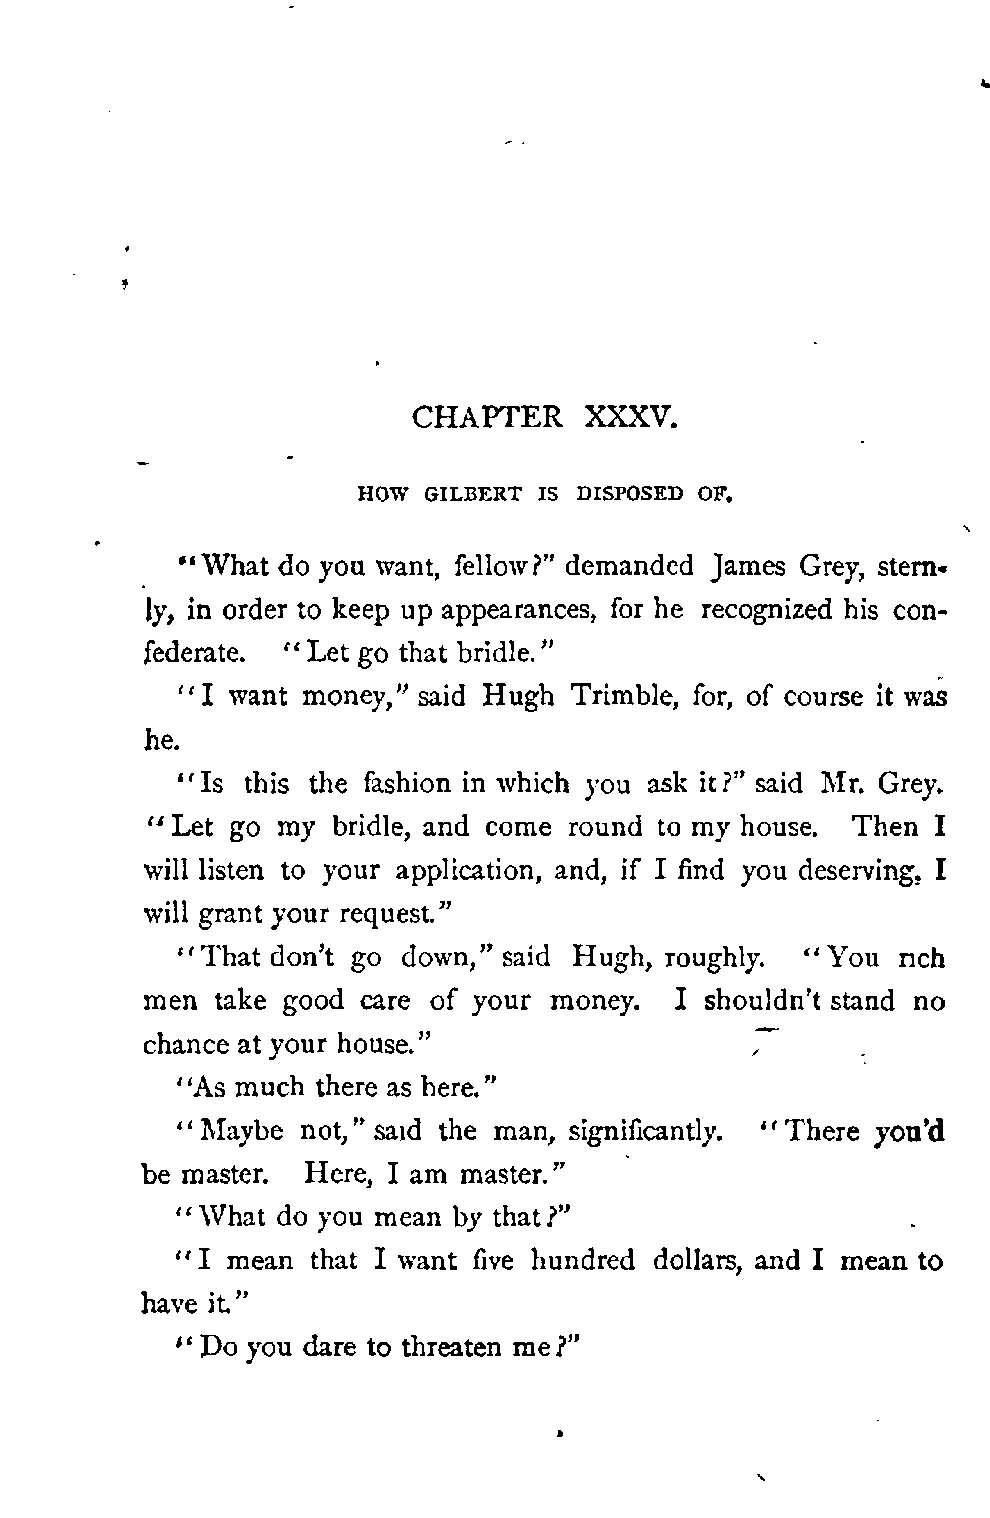 CHAPTER XXXV.
HOW GILBERT IS DISPOSED OF.
"What do you want, fellow?" demanded James Grey, stern-
ly, in order to keep up appearances, for he recognized his con-
federate. "Let go that bridle."
"I want money," said Hugh Trimble, for, of course it was
he.
"Is this the fashion in which you ask it?" said Mr. Grey.
"Let go my bridle, and come round to my house. Then I
will listen to your application, and, if I find you deserving, I
will grant your request."
"That don't go down," said Hugh, roughly. "You rich
men take good care of your money. I shouldn't stand no
chance at your house."
"As much there as here."
"Maybe not," said the man, significantly. "There you'd
be master. Here, I am master."
"What do you mean by that?"
"I mean that I want five hundred dollars, and I mean to
have it."
"Do you dare to threaten me?"